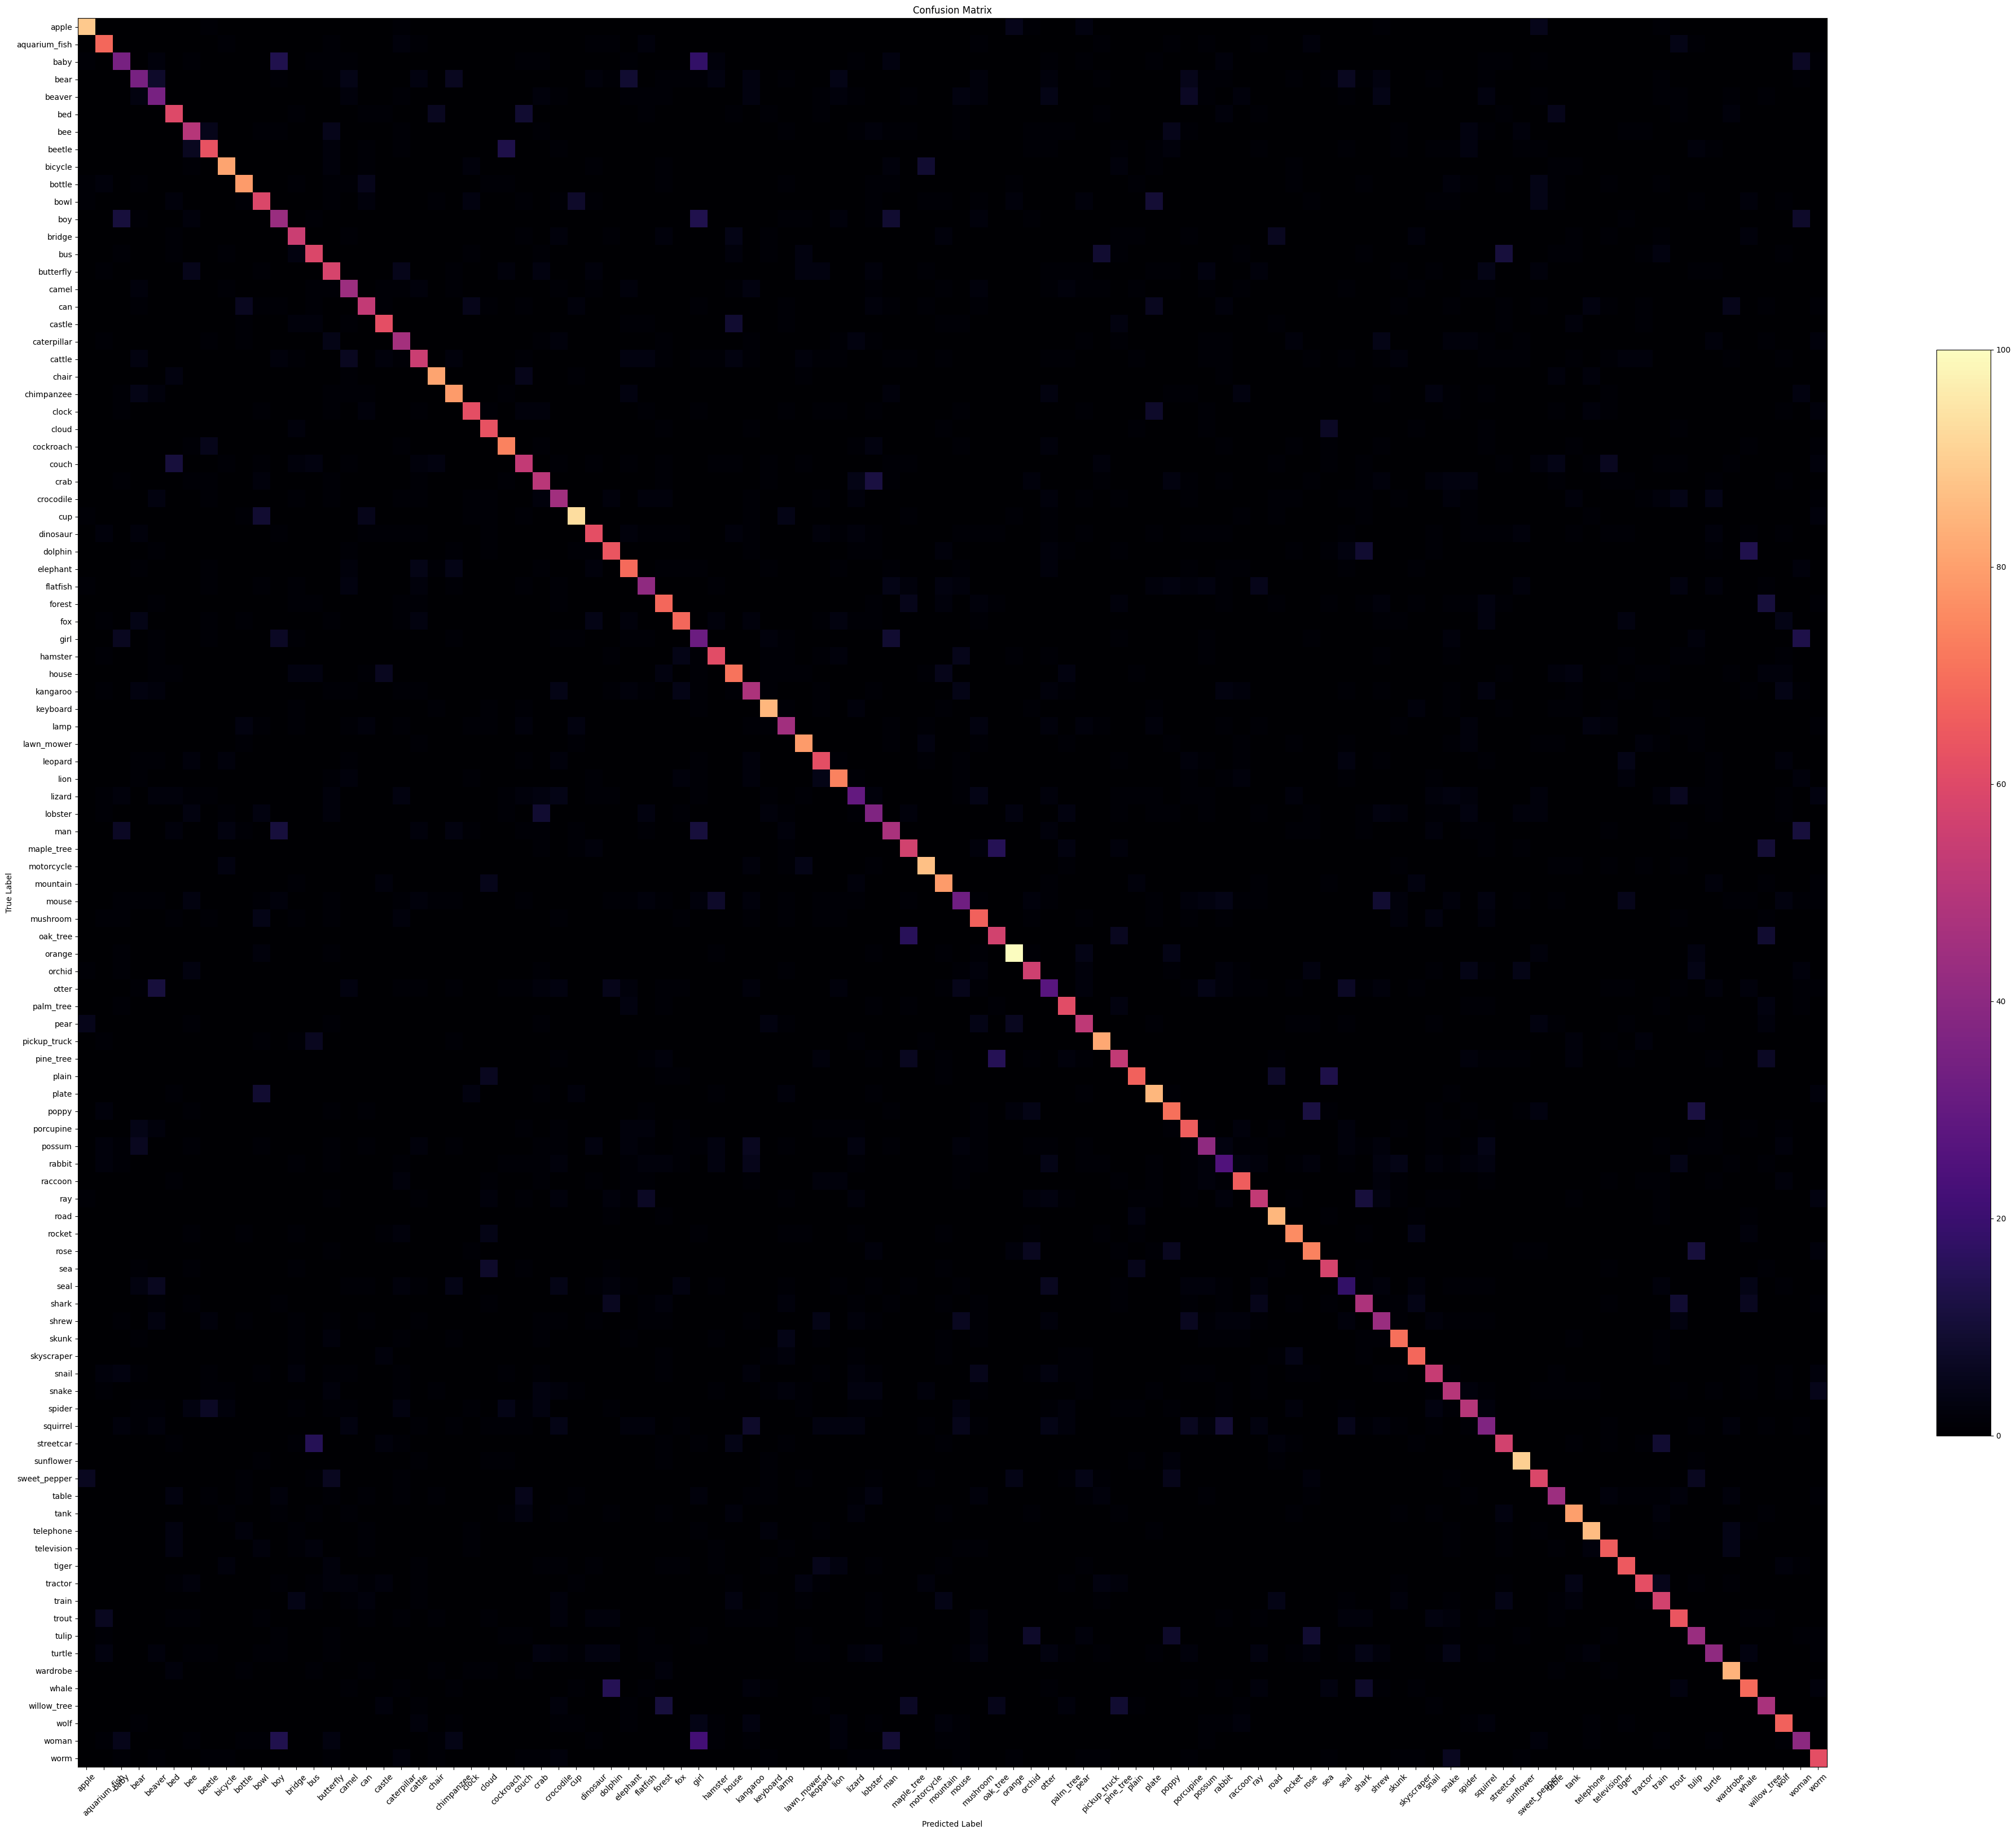 Confusion Matrix
True Label
apple
aquarium_fish
baby
bear
beaver
bed
bee
beetle
bicycle
bottle
bowl
boy
bridge
bus
butterfly
camel
can
castle
caterpillar
cattle
chair
chimpanzee
clock
cloud
cockroach
couch
crab
crocodile
cup
dinosaur
dolphin
elephant
flatfish
forest
fox
girl
hamster
house
kangaroo
keyboard
lamp
lawn_mower
leopard
lion
lizard
lobster
man
maple_tree
motorcycle
mountain
mouse
mushroom
oak_tree
orange
orchid
otter
palm_tree
pear
pickup_truck
pine_tree
plain
plate
poppy
porcupine
possum
rabbit
raccoon
ray
road
rocket
rose
sea
seal
shark
shrew
skunk
skyscraper
snail
snake
spider
squirrel
streetcar
sunflower
sweet_pepper
table
tank
telephone
television
tiger
tractor
train
trout
tulip
turtle
wardrobe
whale
willow_tree
wolf
woman
worm
apple
aquarium_fish
baby
bear
beaver
bed
bee
beetle
bicycle
bottle
bowl
boy
bridge
bus
butterfly
camel
can
castle
caterpillar
cattle
chair
chimpanzee
clock
cloud
cockroach
couch
crab
crocodile
cup
dinosaur
dolphin
elephant
flatfish
forest
fox
girl
hamster
house
kangaroo
keyboard
lamp
lawn_mower
leopard
lion
lizard
lobster
man
maple_tree
motorcycle
mountain
mouse
mushroom
oak_tree
orange
orchid
otter
palm_tree
pear
pickup_truck
pine_tree
plain
plate
poppy
porcupine
possum
rabbit
raccoon
ray
road
rocket
rose
sea
seal
shark
shrew
skunk
skyscraper
snail
snake
spider
squirrel
streetcar
sunflower
sweet_pepper
table
tank
telephone
television
tiger
tractor
train
trout
tulip
turtle
wardrobe
whale
willow_tree
wolf
woman
worm
Predicted Label
100
80
60
40
20
0